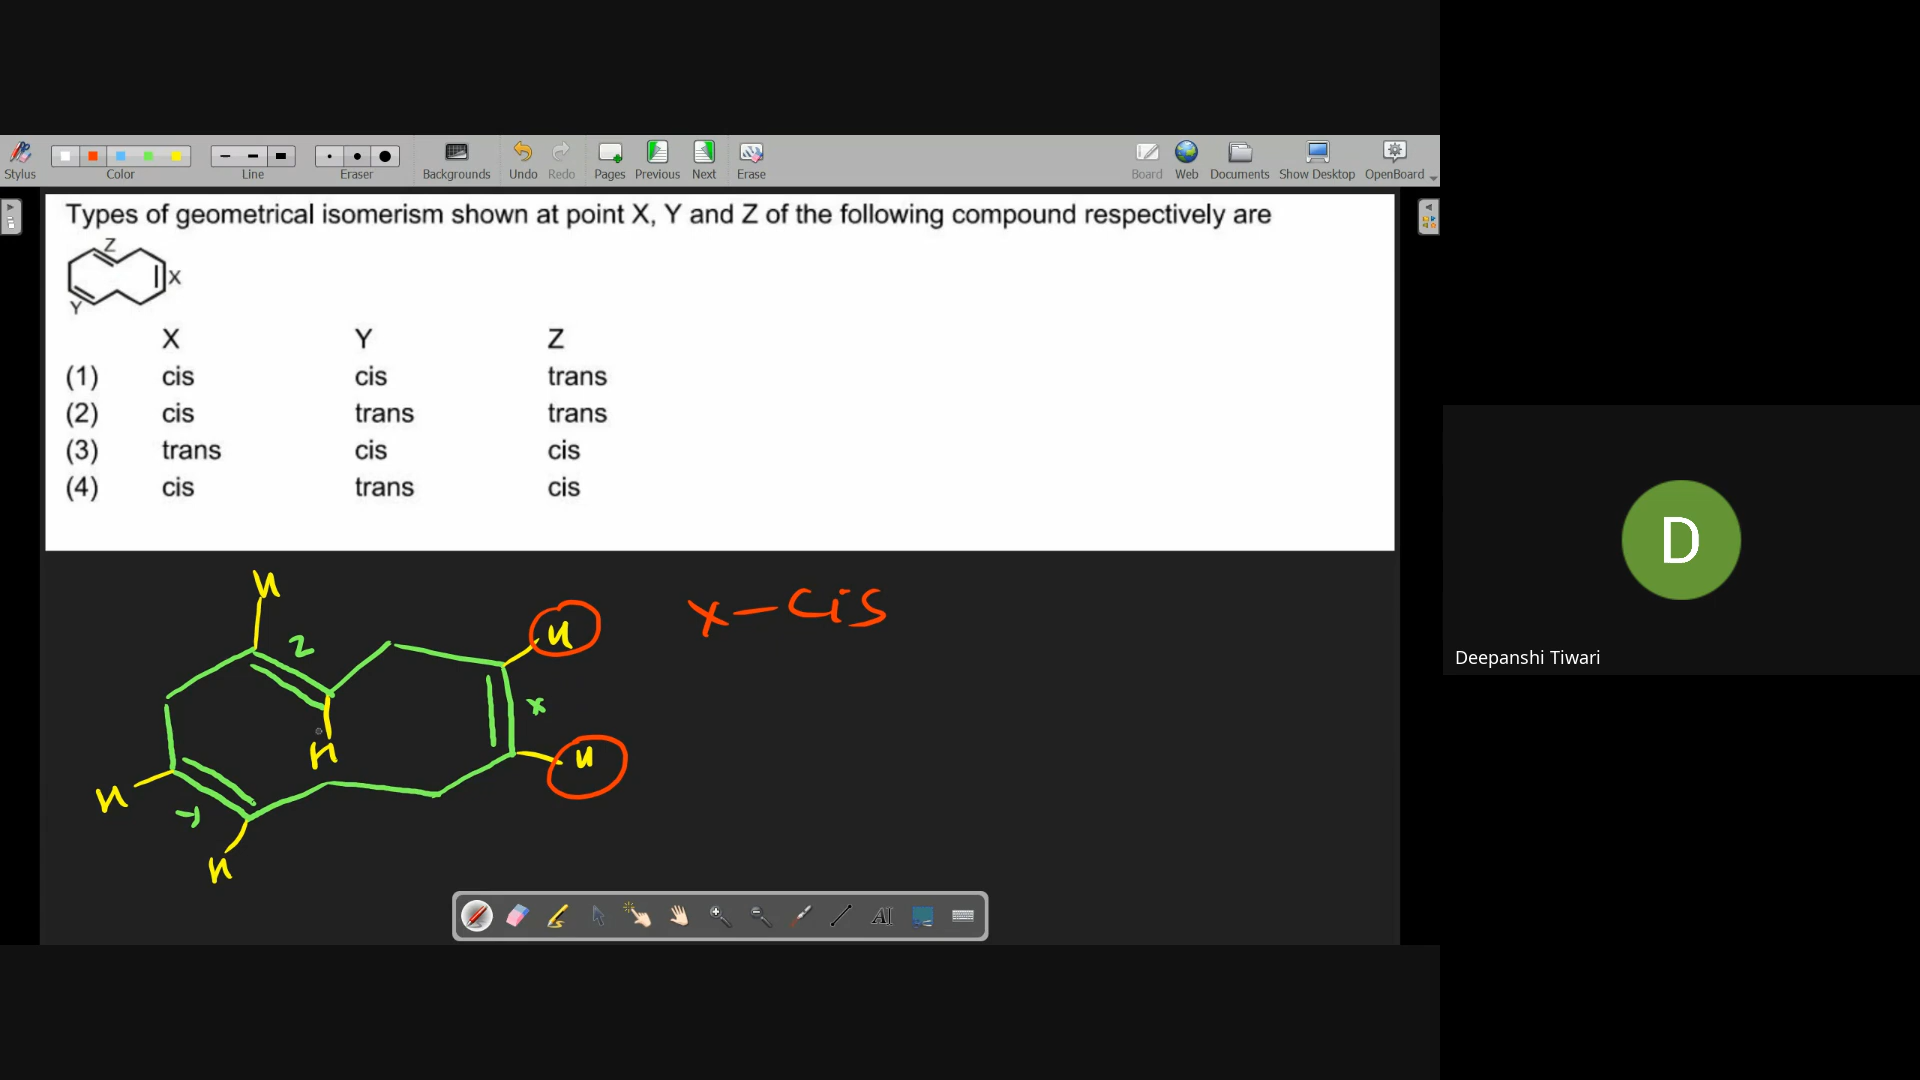 Stylus
Color
Line
Eraser
Backgrounds
Undo
Redo
Pages
Previous
Next
Erase
Board
Web
Documents
Show Desktop
OpenBoard
Types of geometrical isomerism shown at point X, Y and Z of the following compound respectively are
Z
X
Y
X Y Z
(1) cis cis trans
(2) cis trans trans
(3) trans cis cis
(4) cis trans cis
H
Z
H
x — cis
x
H
H
H
Y
H
D
Deepanshi Tiwari